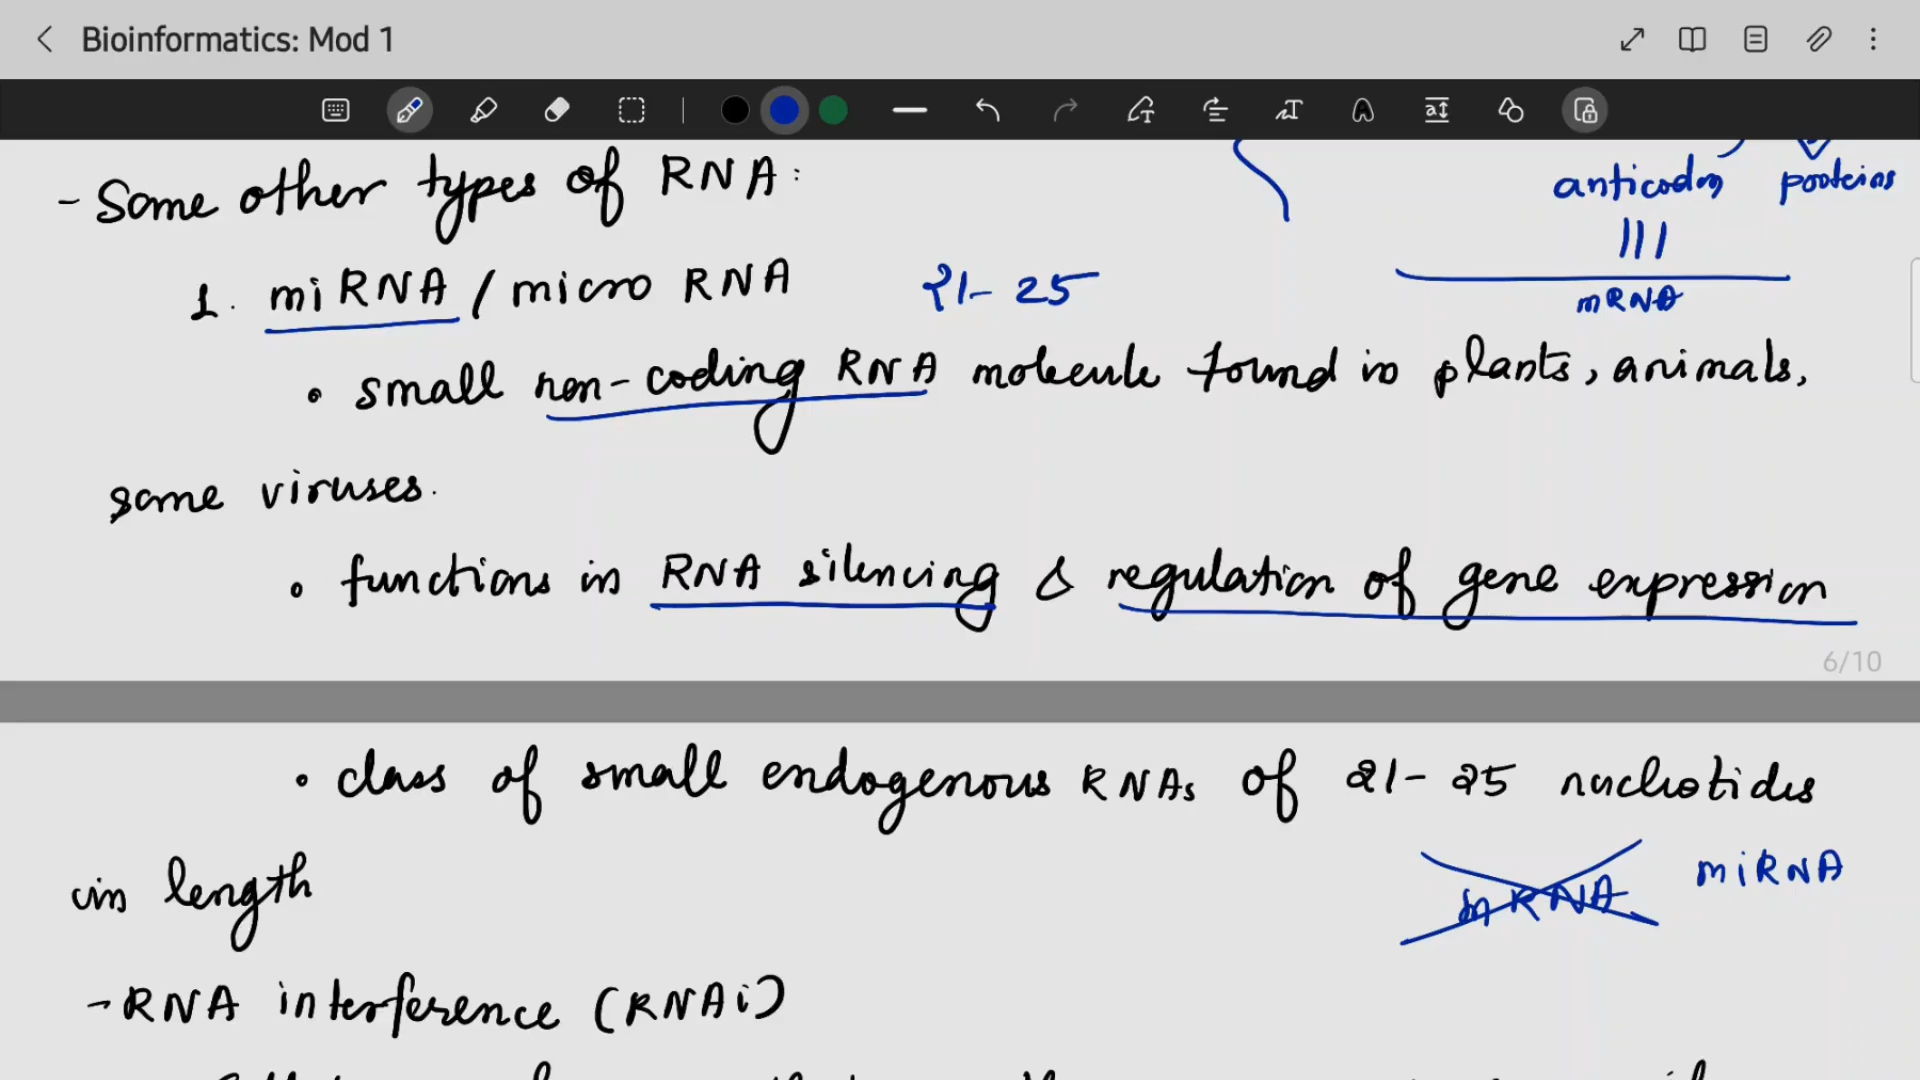 Bioinformatics: Mod 1
- Some other types of RNA:
anticodon proteins
mRNA
1. miRNA / micro RNA 21-25
• small non-coding RNA molecule found in plants, animals,
some viruses.
• functions in RNA silencing & regulation of gene expression
6/10
• class of small endogenous RNAs of 21-25 nucleotides
in length
mRNA miRNA
- RNA interference (RNAi)